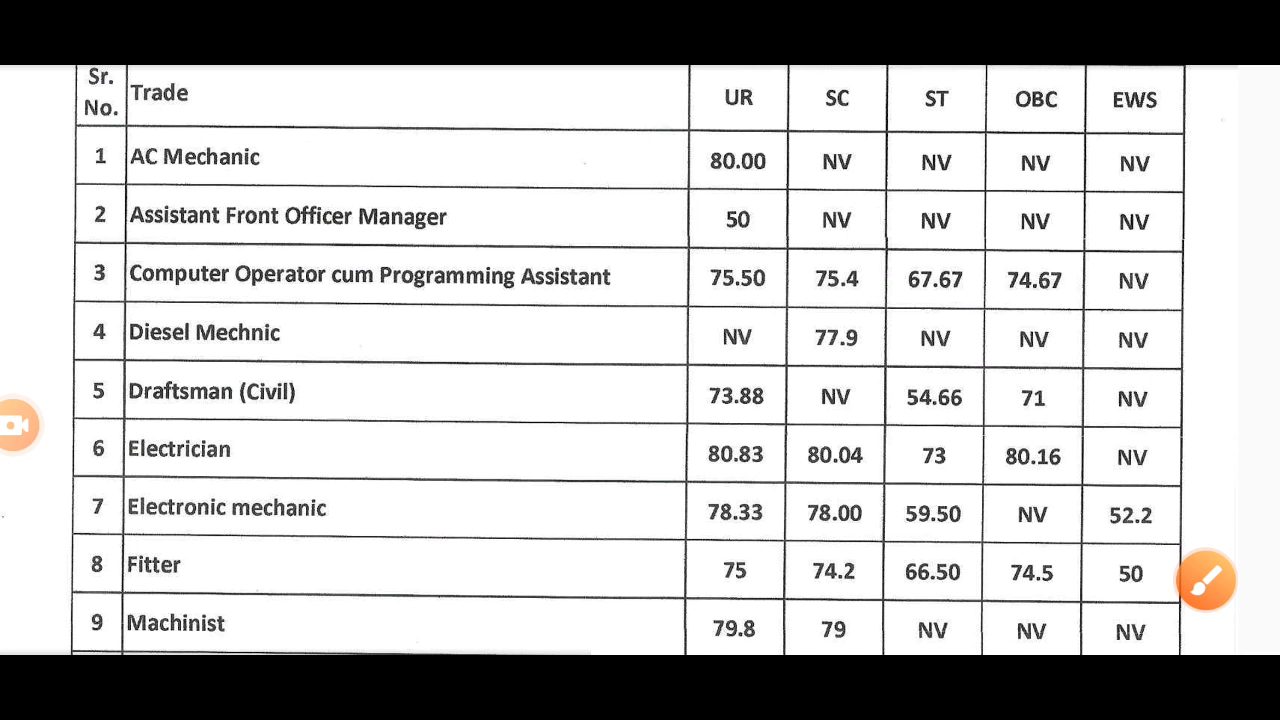 Sr. No. Trade UR SC ST OBC EWS
1 AC Mechanic 80.00 NV NV NV NV
2 Assistant Front Officer Manager 50 NV NV NV NV
3 Computer Operator cum Programming Assistant 75.50 75.4 67.67 74.67 NV
4 Diesel Mechnic NV 77.9 NV NV NV
5 Draftsman (Civil) 73.88 NV 54.66 71 NV
6 Electrician 80.83 80.04 73 80.16 NV
7 Electronic mechanic 78.33 78.00 59.50 NV 52.2
8 Fitter 75 74.2 66.50 74.5 50
9 Machinist 79.8 79 NV NV NV